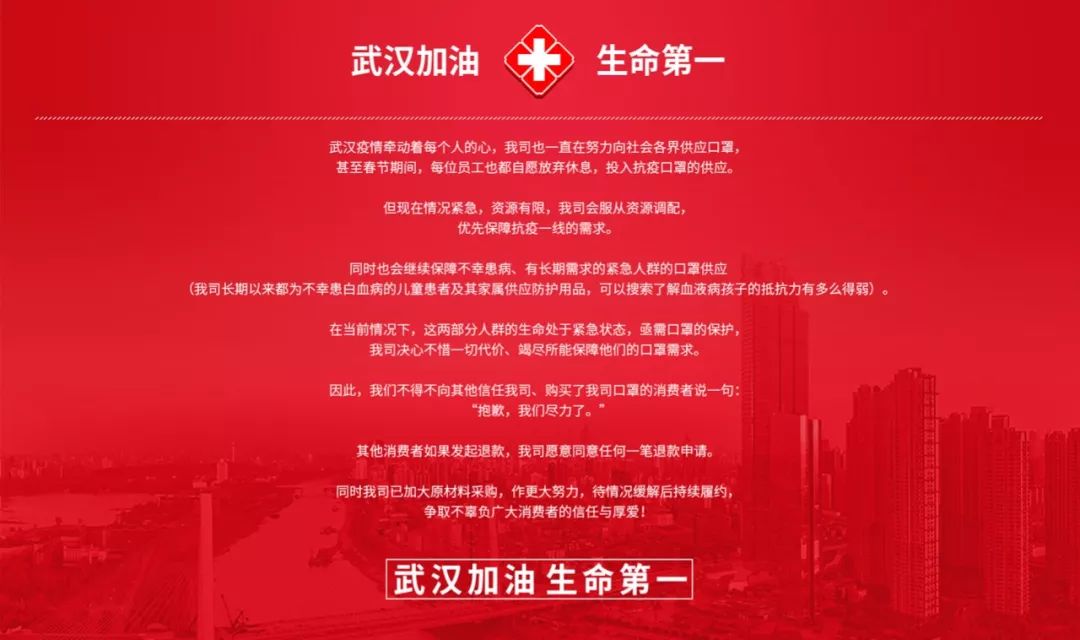 武汉加油 生命第一
武汉疫情牵动着每个人的心，我司也一直在努力向社会各界供应口罩，
甚至春节期间，每位员工也都自愿放弃休息，投入抗疫口罩的供应。
但现在情况紧急，资源有限，我司会服从资源调配，
优先保障抗疫一线的需求。
同时也会继续保障不幸患病、有长期需求的紧急人群的口罩供应
（我司长期以来都为不幸患白血病的儿童患者及其家属供应防护用品，可以搜索了解血液病孩子的抵抗力有多么得弱）。
在当前情况下，这两部分人群的生命处于紧急状态，亟需口罩的保护，
我司决心不惜一切代价、竭尽所能保障他们的口罩需求。
因此，我们不得不向其他信任我司、购买了我司口罩的消费者说一句：
“抱歉，我们尽力了。”
其他消费者如果发起退款，我司愿意同意任何一笔退款申请。
同时我司已加大原材料采购，作更大努力，待情况缓解后持续履约，
争取不辜负广大消费者的信任与厚爱！
武汉加油 生命第一